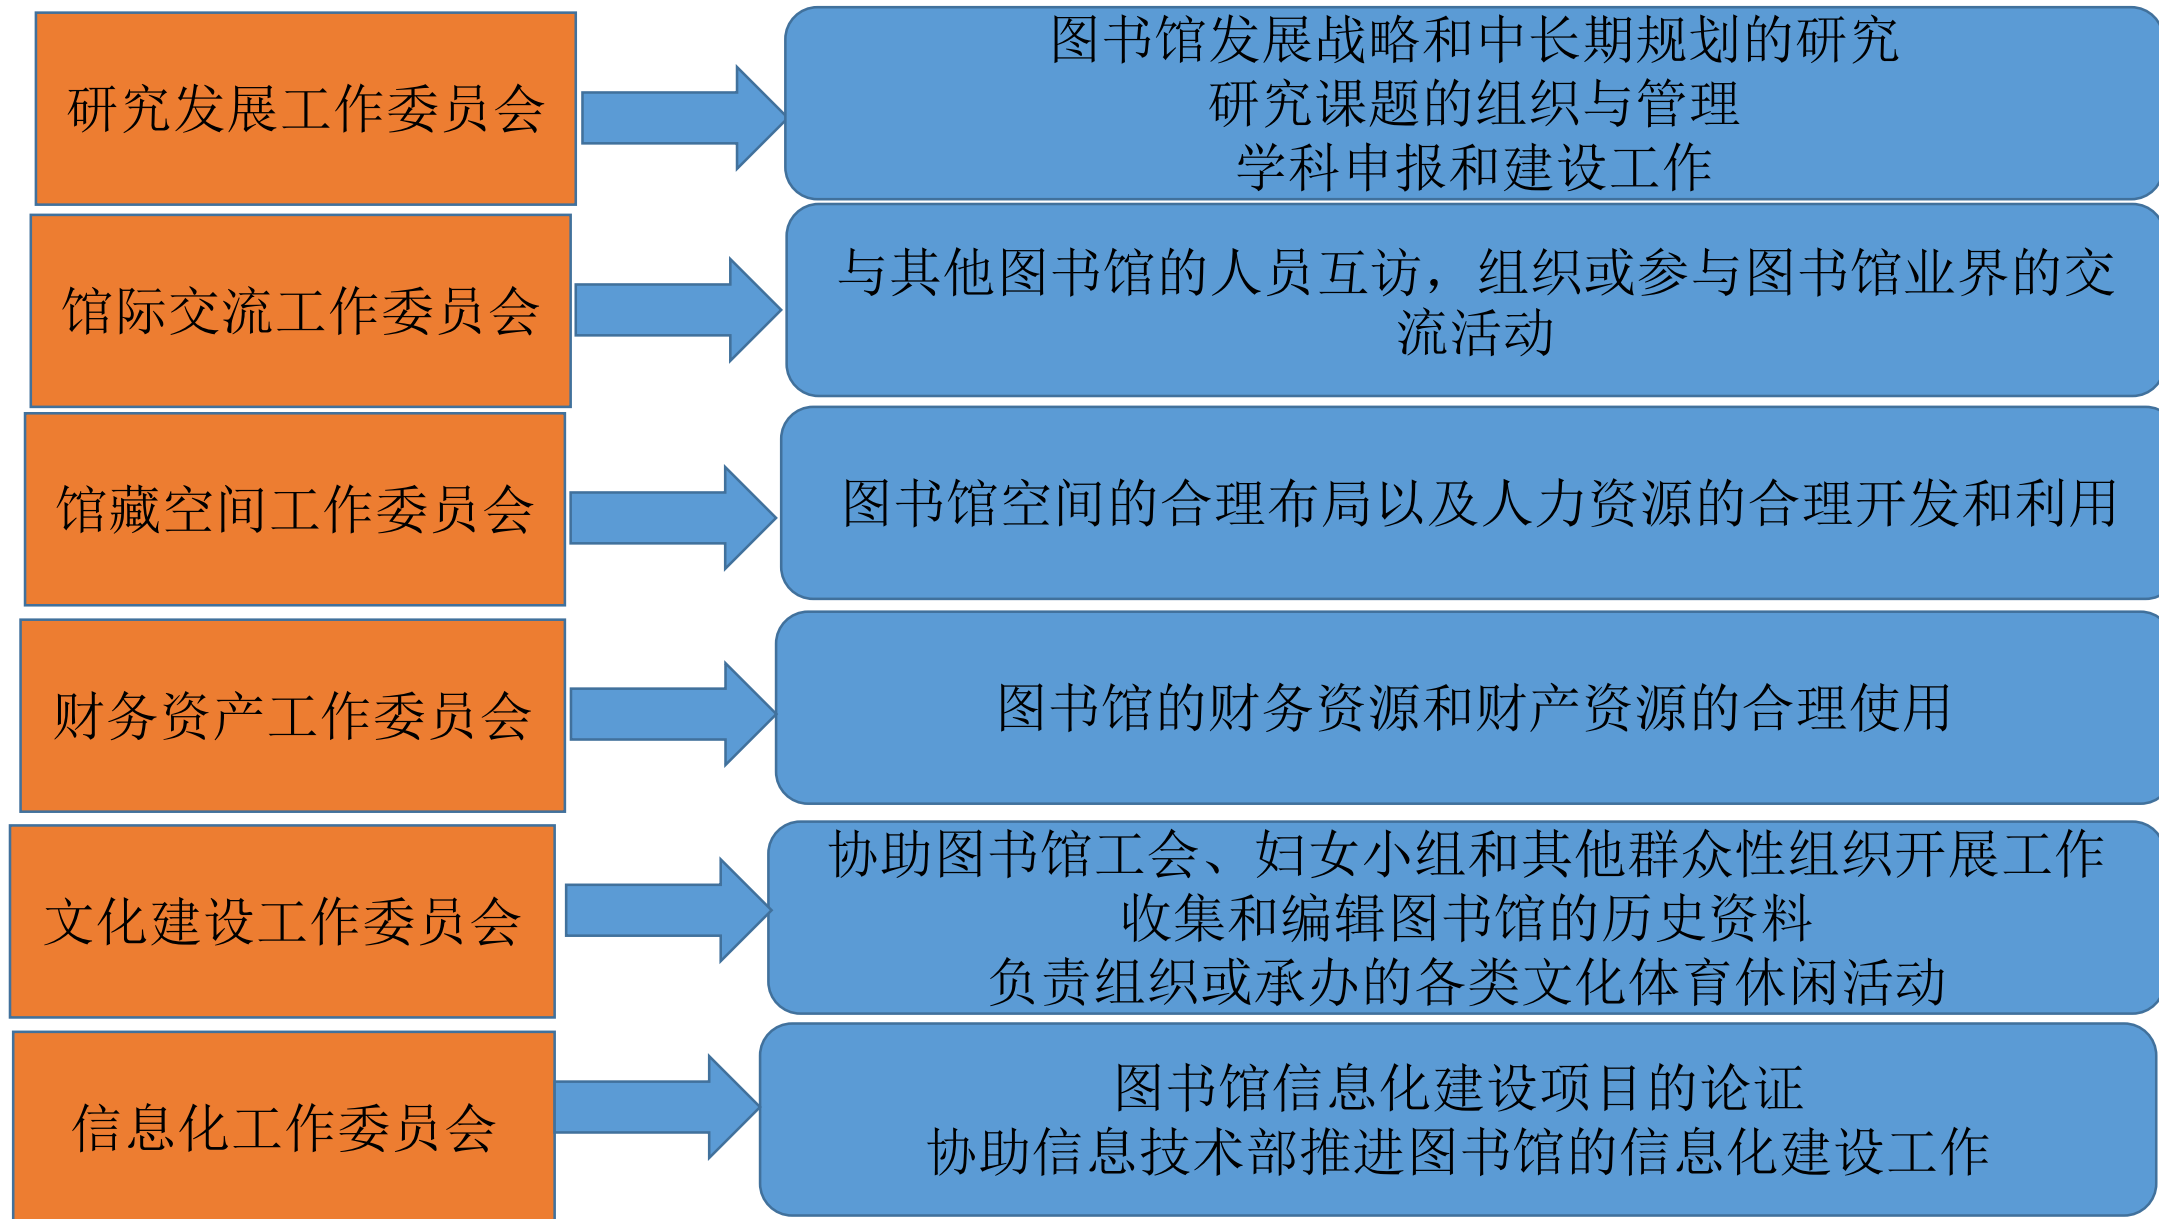 研究发展工作委员会
图书馆发展战略和中长期规划的研究
研究课题的组织与管理
学科申报和建设工作
馆际交流工作委员会
与其他图书馆的人员互访，组织或参与图书馆业界的交
流活动
馆藏空间工作委员会
图书馆空间的合理布局以及人力资源的合理开发和利用
财务资产工作委员会
图书馆的财务资源和财产资源的合理使用
文化建设工作委员会
协助图书馆工会、妇女小组和其他群众性组织开展工作
收集和编辑图书馆的历史资料
负责组织或承办的各类文化体育休闲活动
信息化工作委员会
图书馆信息化建设项目的论证
协助信息技术部推进图书馆的信息化建设工作